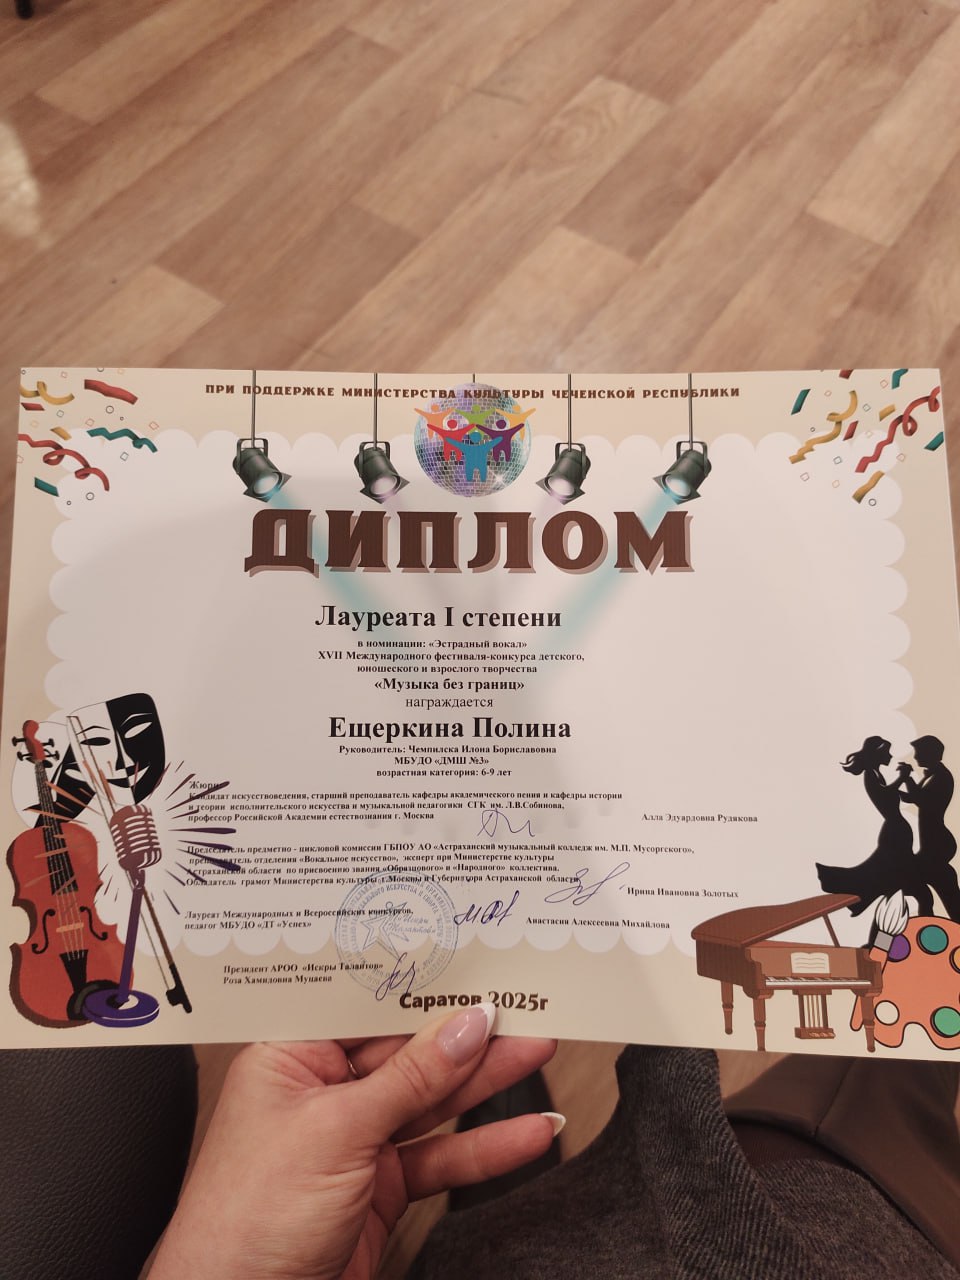 ПРИ ПОДДЕРЖКЕ МИНИСТЕРСТВА КУЛЬТУРЫ ЧЕЧЕНСКОЙ РЕСПУБЛИКИ
ДИПЛОМ
Лауреата I степени
в номинации: «Эстрадный вокал»
XVII Международного фестиваля-конкурса детского,
юношеского и взрослого творчества
«Музыка без границ»
награждается
Ещеркина Полина
Руководитель: Чемпилска Илона Бориславовна
МБУДО «ДМШ №3»
возрастная категория: 6-9 лет
Жюри:
Кандидат искусствоведения, старший преподаватель кафедры академического пения и кафедры истории
и теории исполнительского искусства и музыкальной педагогики СГК им. Л.В.Собинова,
профессор Российской Академии естествознания г. Москва
Алла Эдуардовна Рудякова
Председатель предметно - цикловой комиссии ГБПОУ АО «Астраханский музыкальный колледж им. М.П. Мусоргского»,
преподаватель отделения «Вокальное искусство», эксперт при Министерстве культуры
Астраханской области по присвоению звания «Образцового» и «Народного» коллектива.
Обладатель грамот Министерства культуры г.Москвы и Губернатора Астраханской области,
Ирина Ивановна Золотых
Лауреат Международных и Всероссийских конкурсов,
педагог МБУДО «ДТ «Успех»
Анастасия Алексеевна Михайлова
Президент АРОО «Искры Талантов»
Роза Хамидовна Муцаева
Искры
Талантов
Саратов 2025г